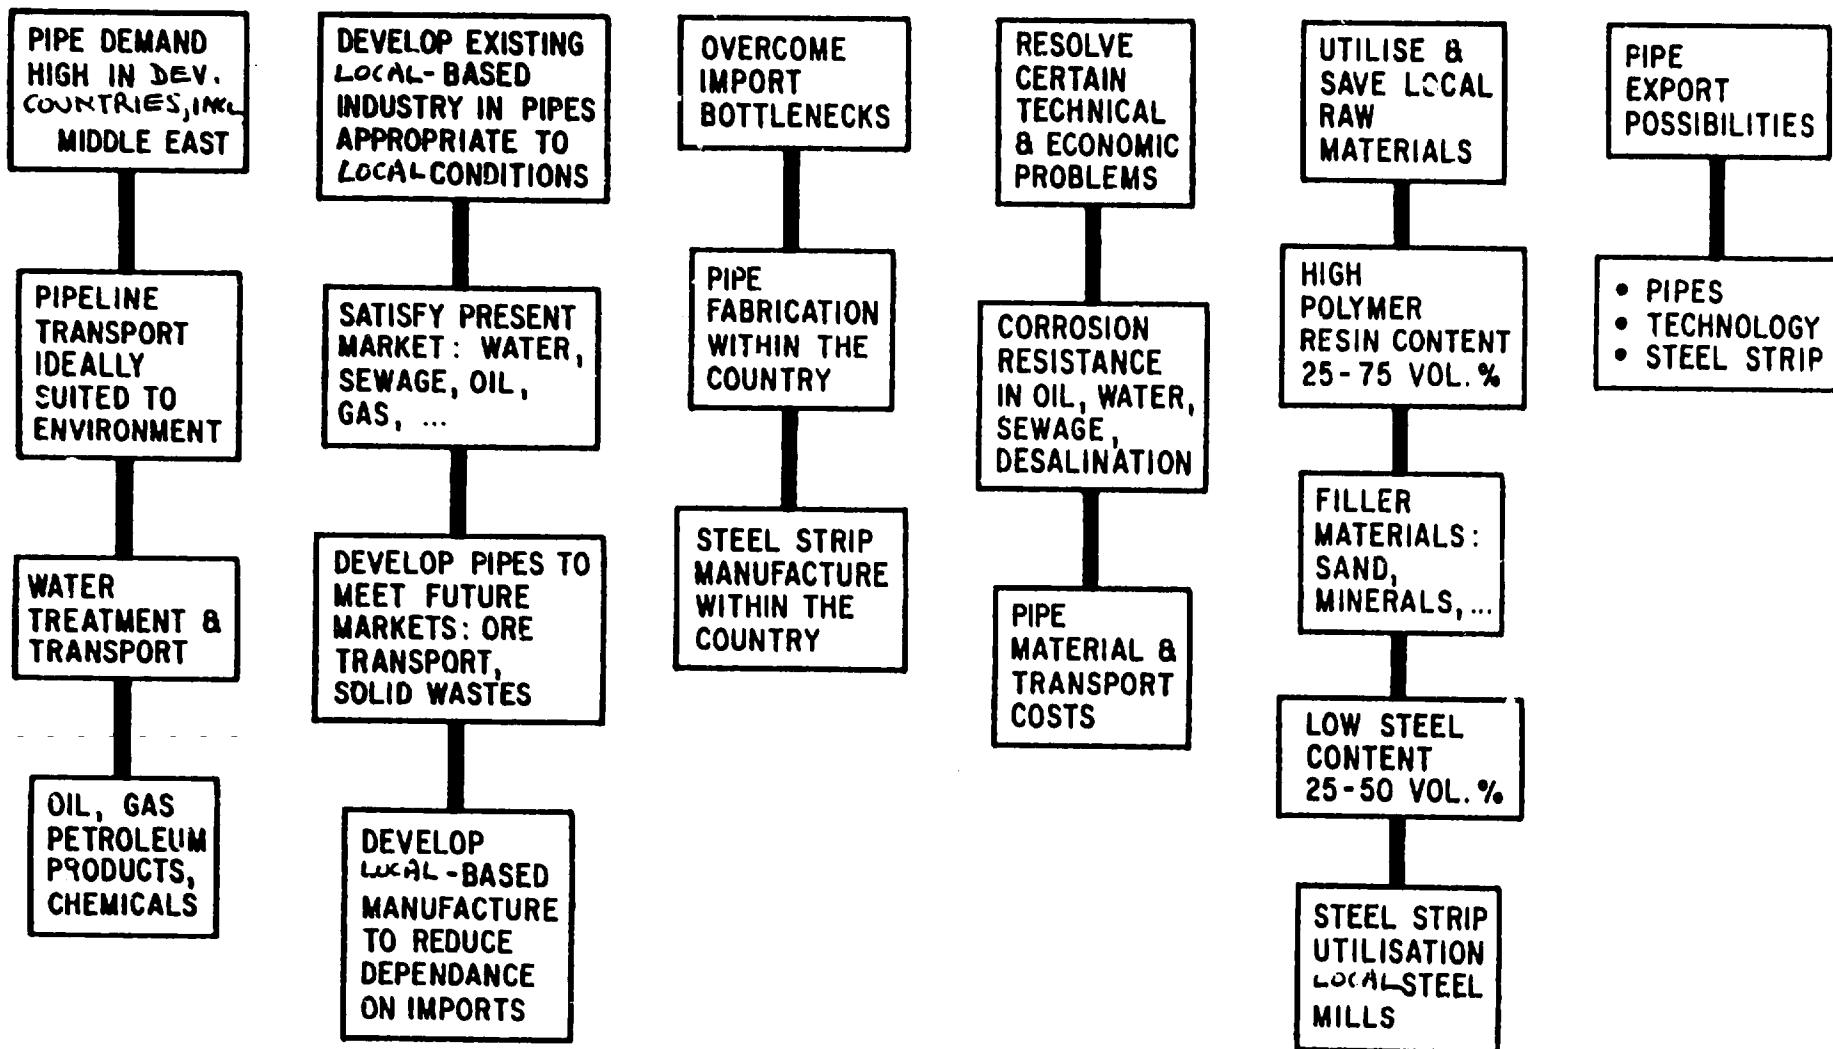 PIPE DEMAND
HIGH IN DEV.
COUNTRIES, INCL
MIDDLE EAST
PIPELINE
TRANSPORT
IDEALLY
SUITED TO
ENVIRONMENT
WATER
TREATMENT &
TRANSPORT
OIL, GAS
PETROLEUM
PRODUCTS,
CHEMICALS
DEVELOP EXISTING
LOCAL-BASED
INDUSTRY IN PIPES
APPROPRIATE TO
LOCAL CONDITIONS
SATISFY PRESENT
MARKET: WATER,
SEWAGE, OIL,
GAS, ...
DEVELOP PIPES TO
MEET FUTURE
MARKETS: ORE
TRANSPORT,
SOLID WASTES
DEVELOP
LOCAL-BASED
MANUFACTURE
TO REDUCE
DEPENDANCE
ON IMPORTS
OVERCOME
IMPORT
BOTTLENECKS
PIPE
FABRICATION
WITHIN THE
COUNTRY
STEEL STRIP
MANUFACTURE
WITHIN THE
COUNTRY
RESOLVE
CERTAIN
TECHNICAL
& ECONOMIC
PROBLEMS
CORROSION
RESISTANCE
IN OIL, WATER,
SEWAGE,
DESALINATION
PIPE
MATERIAL &
TRANSPORT
COSTS
UTILISE &
SAVE LOCAL
RAW
MATERIALS
HIGH
POLYMER
RESIN CONTENT
25-75 VOL.%
FILLER
MATERIALS:
SAND,
MINERALS, ...
LOW STEEL
CONTENT
25-50 VOL.%
STEEL STRIP
UTILISATION
LOCAL STEEL
MILLS
PIPE
EXPORT
POSSIBILITIES
• PIPES
• TECHNOLOGY
• STEEL STRIP